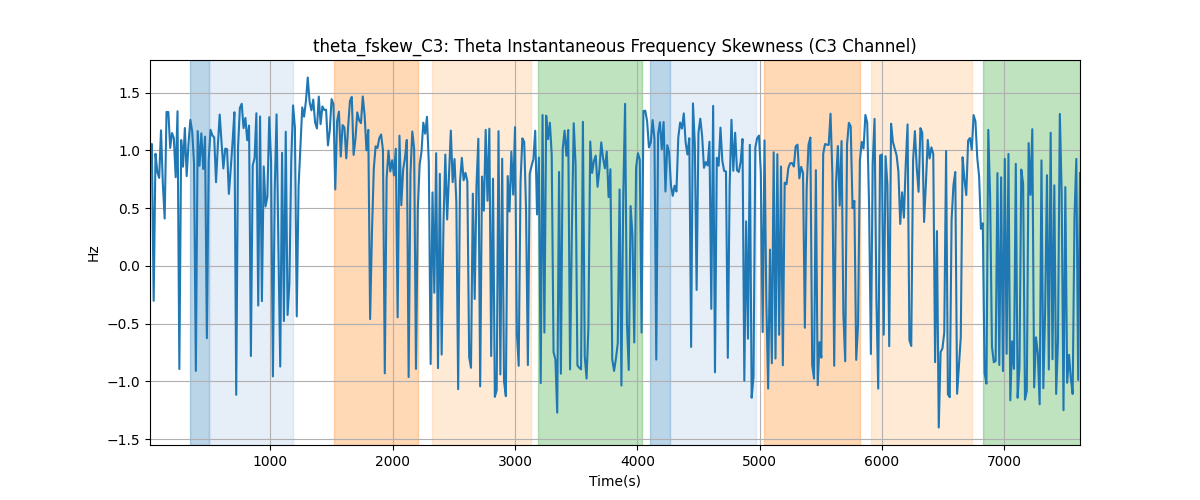 theta_fskew_C3: Theta Instantaneous Frequency Skewness (C3 Channel)
Hz
1.5
1.0
0.5
0.0
−0.5
−1.0
−1.5
1000 2000 3000 4000 5000 6000 7000
Time(s)